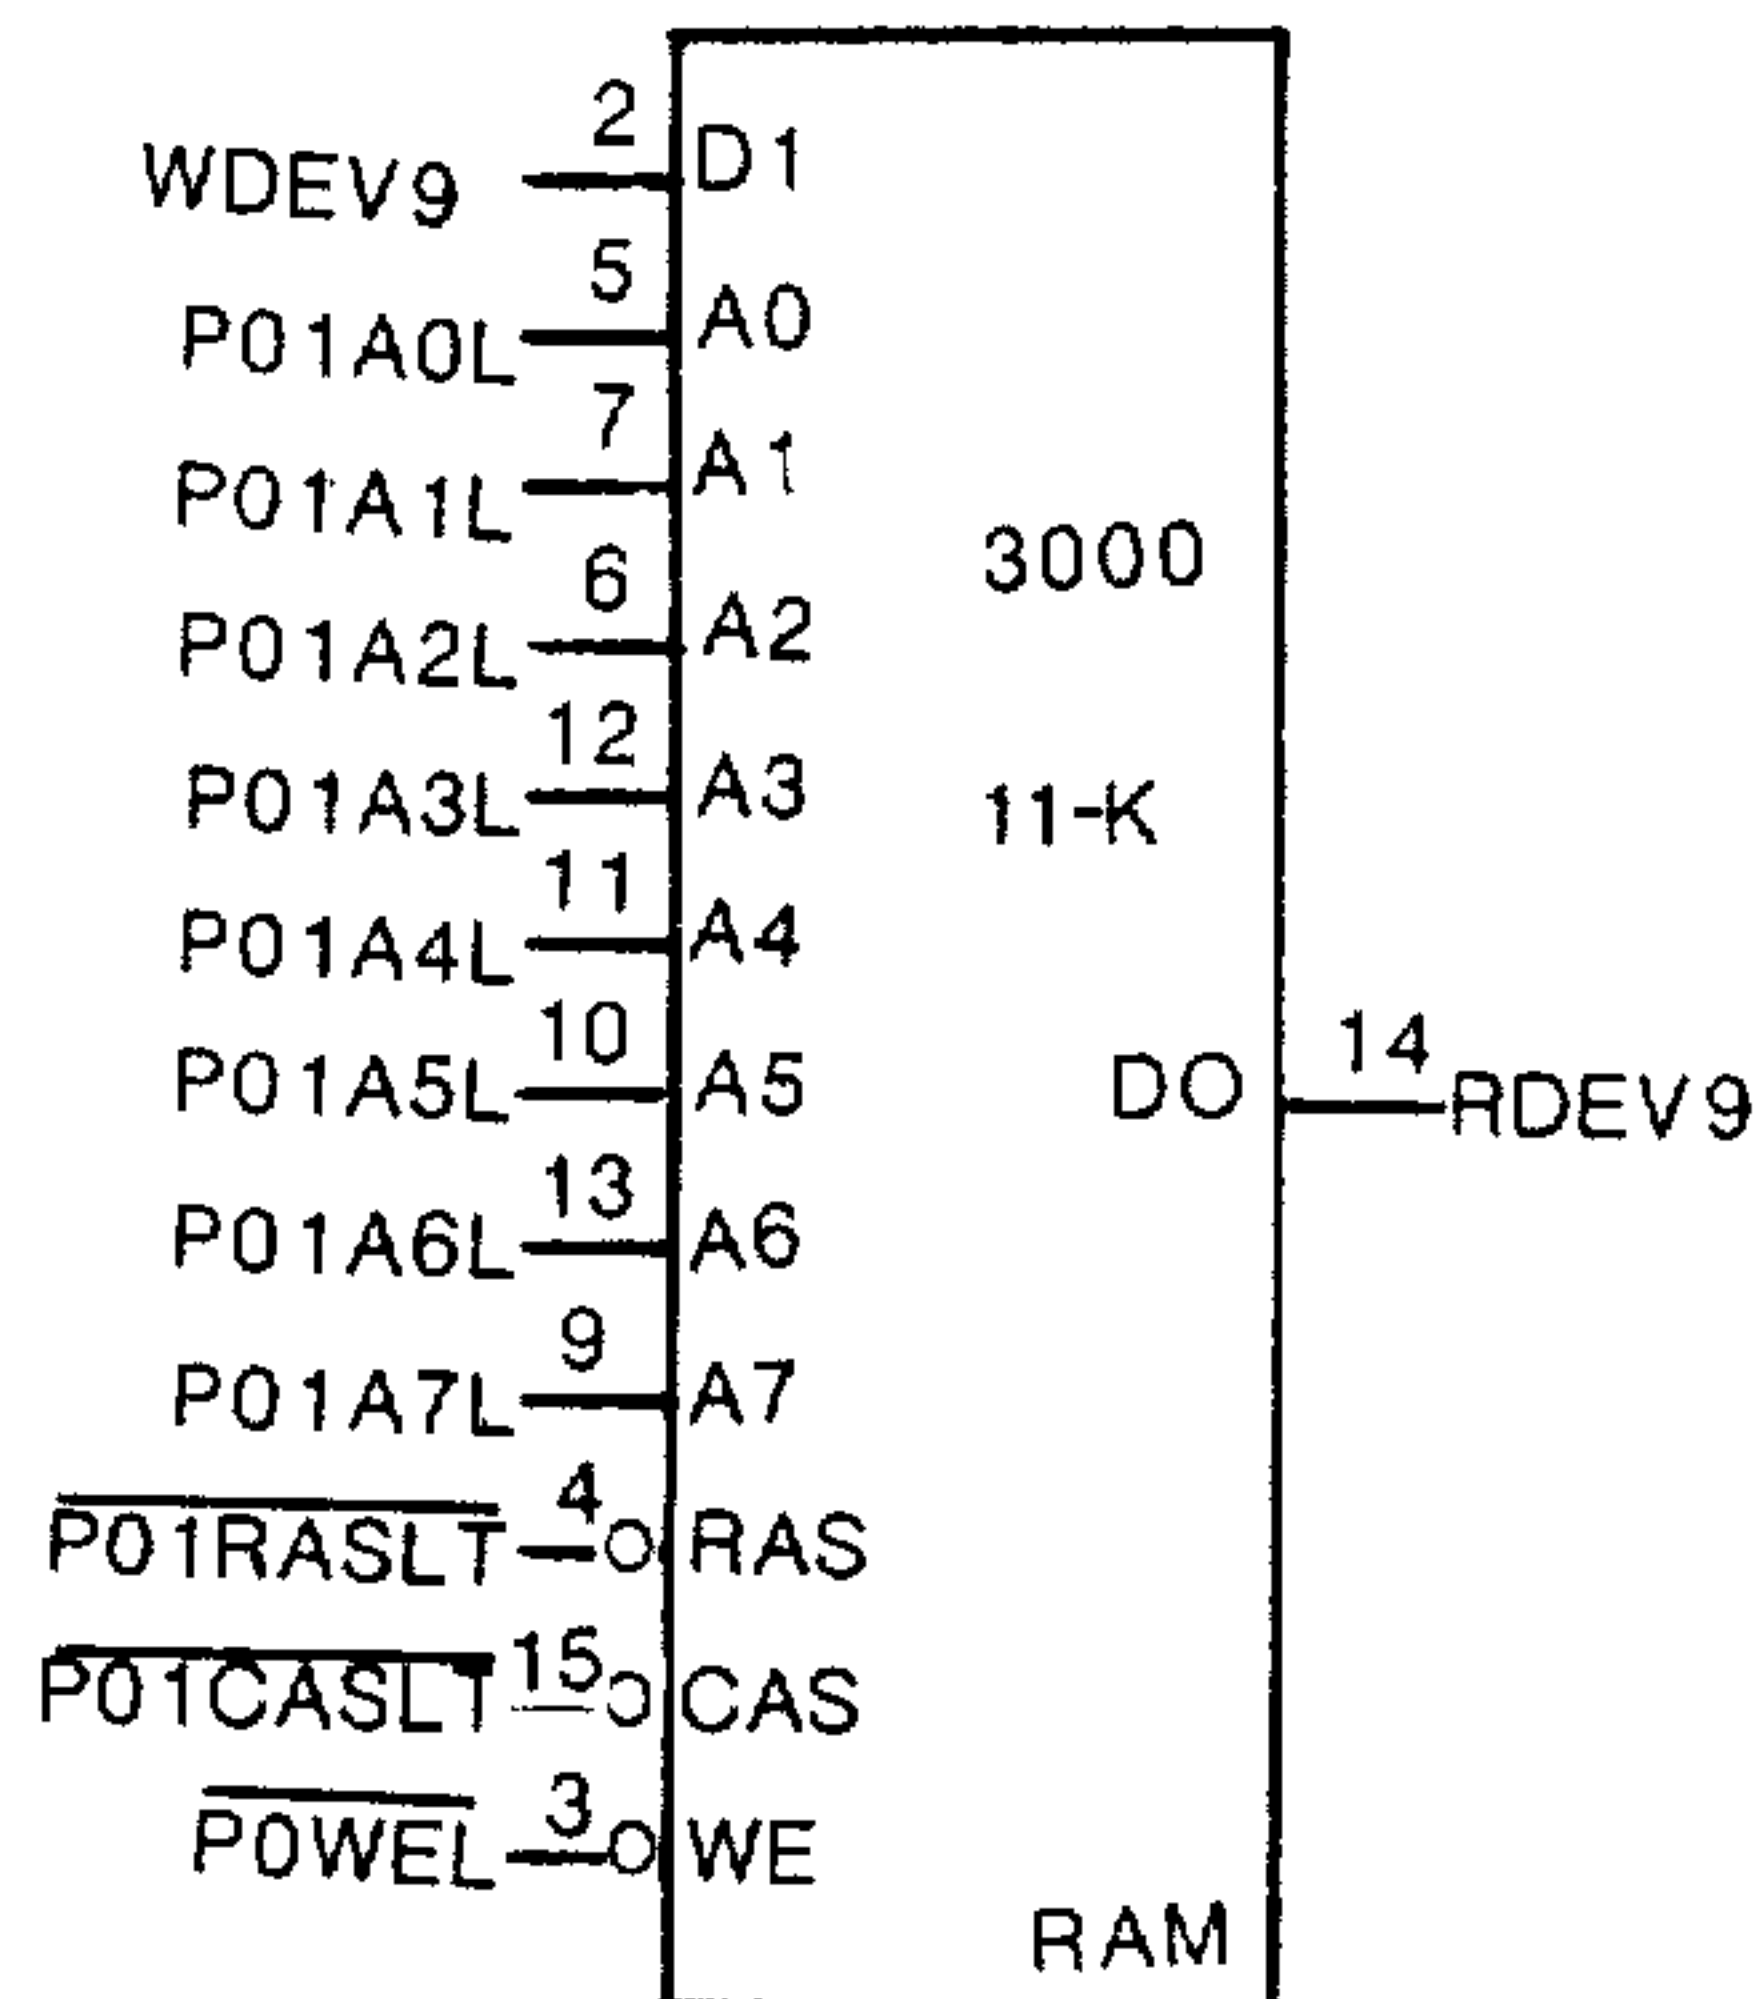 2
WDEV9 D1
5
P01A0L A0
7
P01A1L A1
3000
6
P01A2L A2
12
P01A3L A3 11-K
11
P01A4L A4
10 14
P01A5L A5 DO RDEV9
13
P01A6L A6
9
P01A7L A7
4
P01RASLT RAS
15
P01CASLT CAS
3
P0WEL WE
RAM